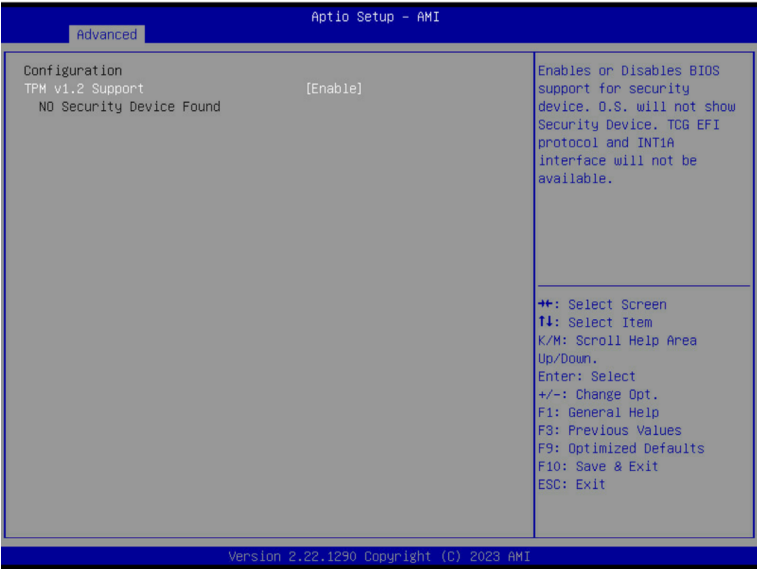 Aptio Setup - AMI
Advanced
Configuration
TPM v1.2 Support [Enable]
NO Security Device Found
Enables or Disables BIOS
support for security
device. O.S. will not show
Security Device. TCG EFI
protocol and INT1A
interface will not be
available.
→←: Select Screen
↑↓: Select Item
K/M: Scroll Help Area
Up/Down.
Enter: Select
+/-: Change Opt.
F1: General Help
F3: Previous Values
F9: Optimized Defaults
F10: Save & Exit
ESC: Exit
Version 2.22.1290 Copyright (C) 2023 AMI